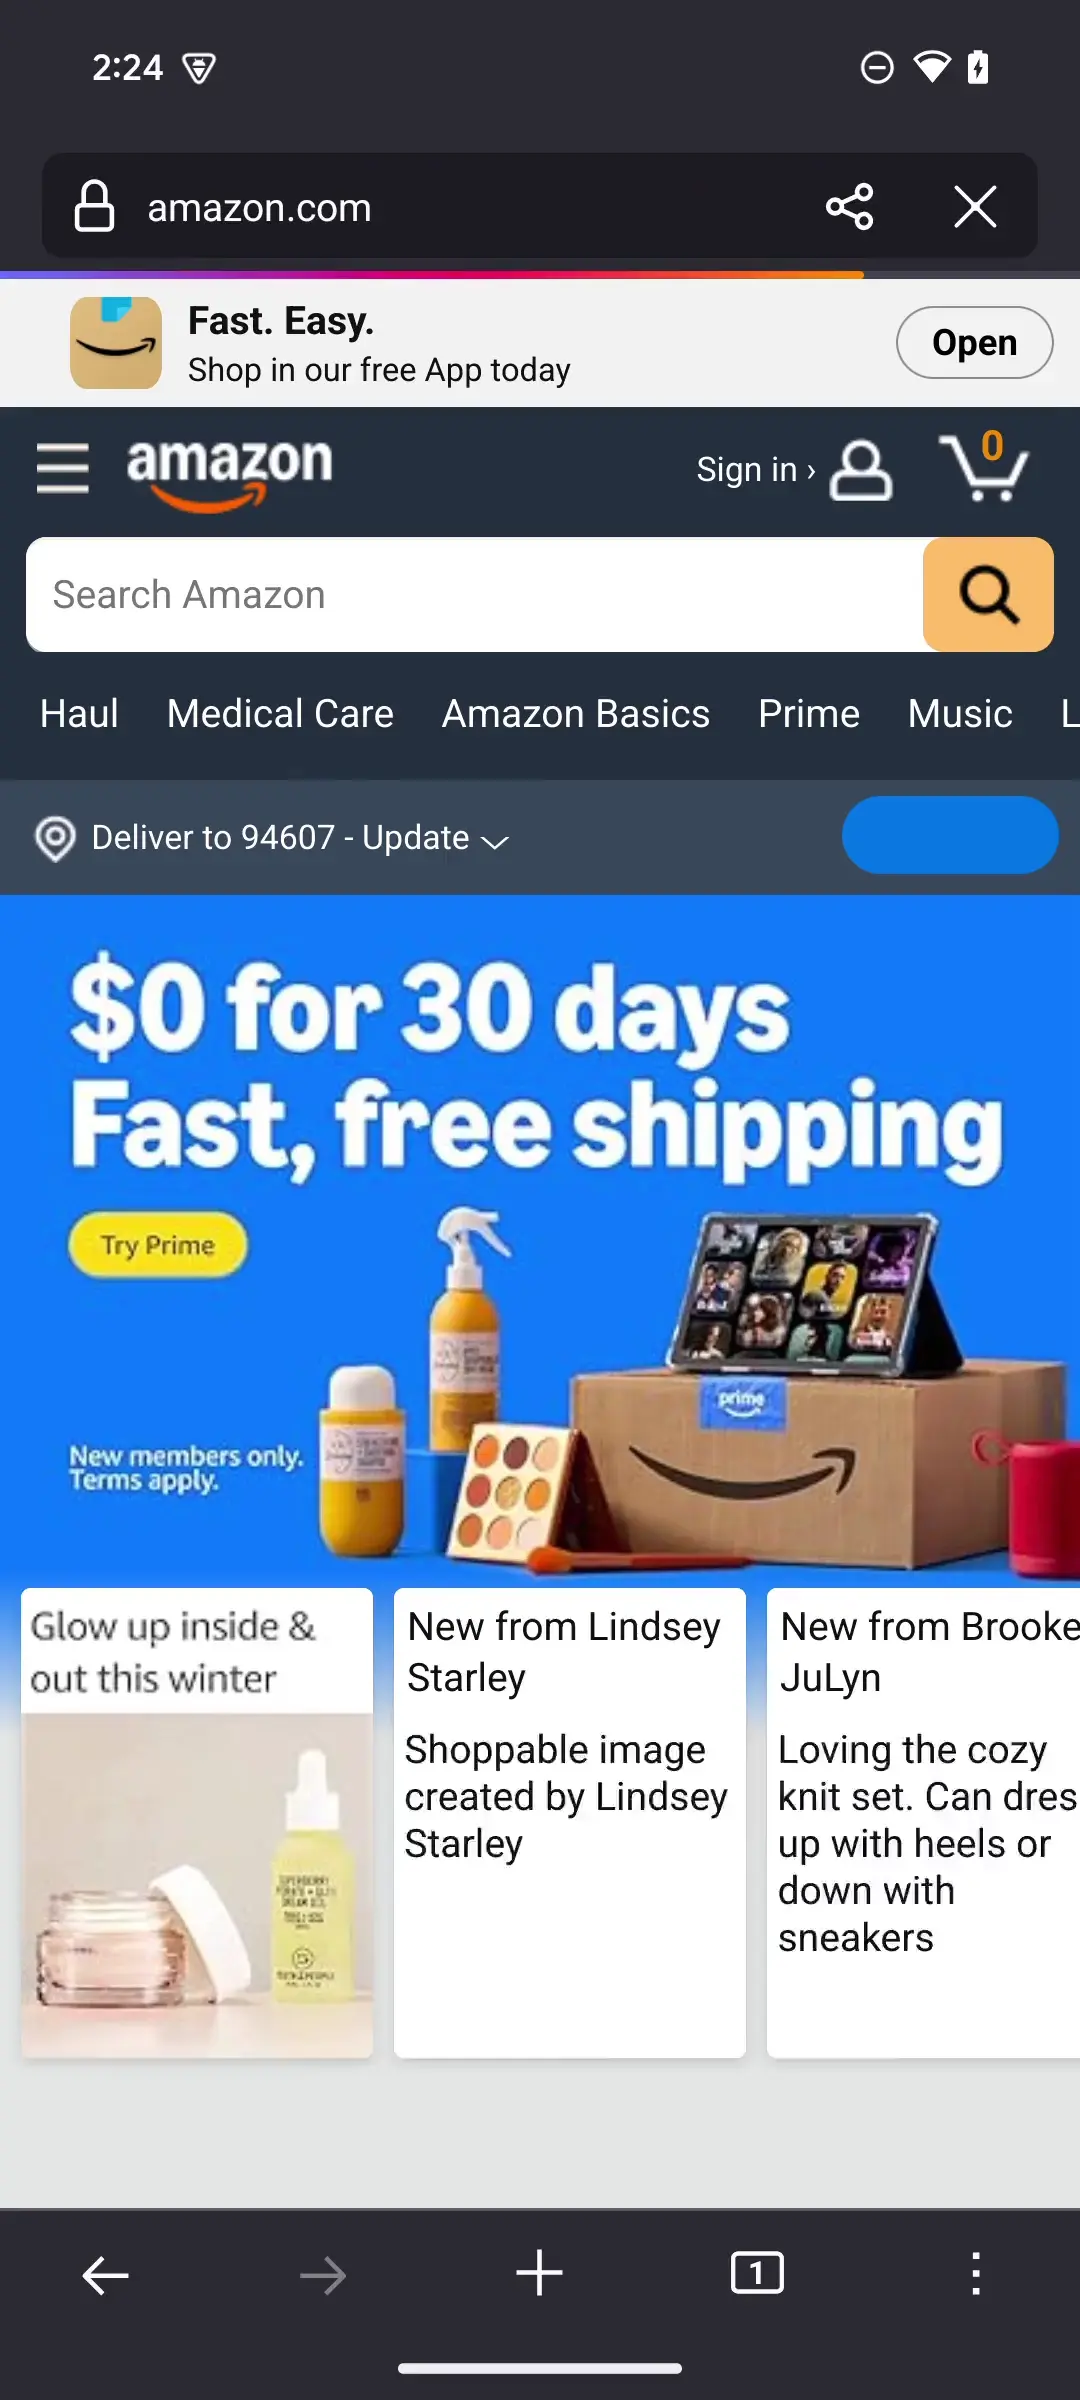 2:24
amazon.com
Fast. Easy.
Shop in our free App today
Open
amazon
Sign in ›
0
Search Amazon
Haul
Medical Care
Amazon Basics
Prime
Music
L
Deliver to 94607 - Update
$0 for 30 days
Fast, free shipping
Try Prime
prime
New members only.
Terms apply.
Glow up inside &
out this winter
New from Lindsey
Starley
Shoppable image
created by Lindsey
Starley
New from Brooke
JuLyn
Loving the cozy
knit set. Can dres
up with heels or
down with
sneakers
1